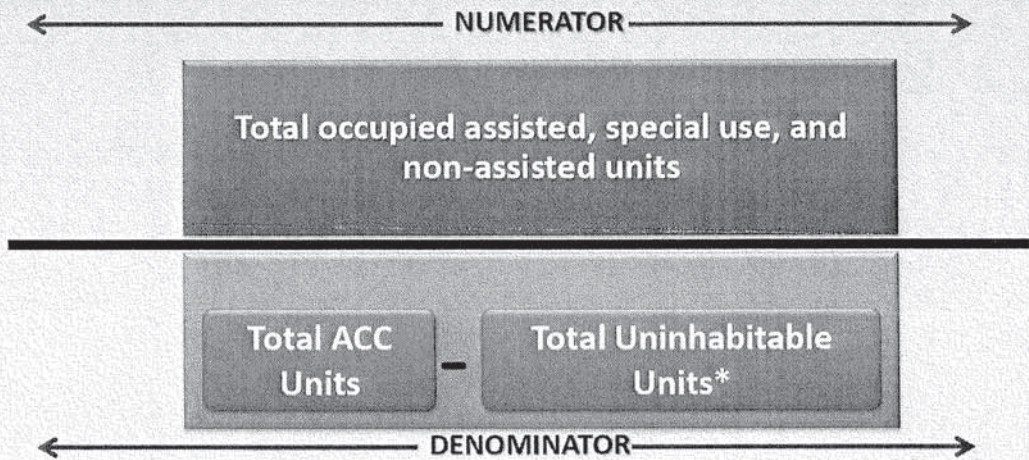 NUMERATOR
Total occupied assisted, special use, and
non-assisted units
Total ACC
Units
-
Total Uninhabitable
Units*
DENOMINATOR